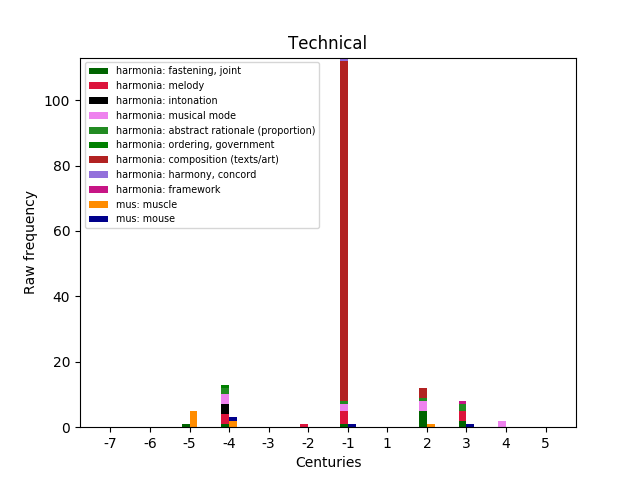 Technical
harmonia: fastening, joint
harmonia: melody
harmonia: intonation
harmonia: musical mode
harmonia: abstract rationale (proportion)
harmonia: ordering, government
harmonia: composition (texts/art)
harmonia: harmony, concord
harmonia: framework
mus: muscle
mus: mouse
100
80
60
40
20
0
Raw frequency
-7 -6 -5 -4 -3 -2 -1 1 2 3 4 5
Centuries